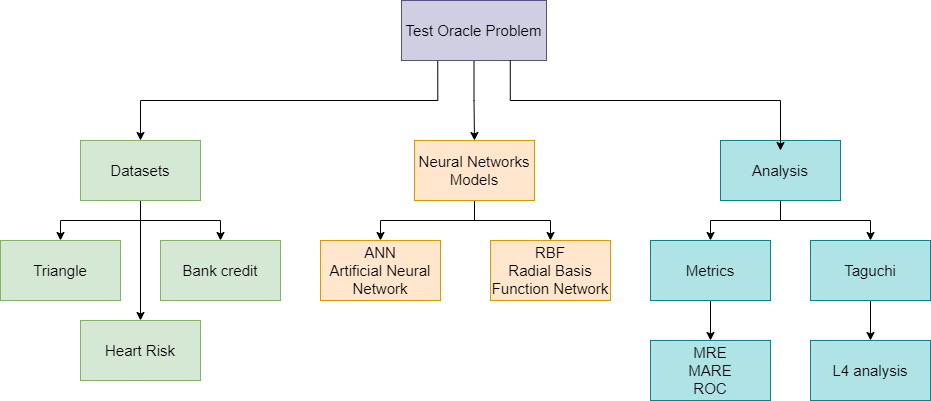 Test Oracle Problem
Datasets
Neural Networks
Models
Analysis
Triangle
Bank credit
ANN
Artificial Neural
Network
RBF
Radial Basis
Function Network
Metrics
Taguchi
Heart Risk
MRE
MARE
ROC
L4 analysis